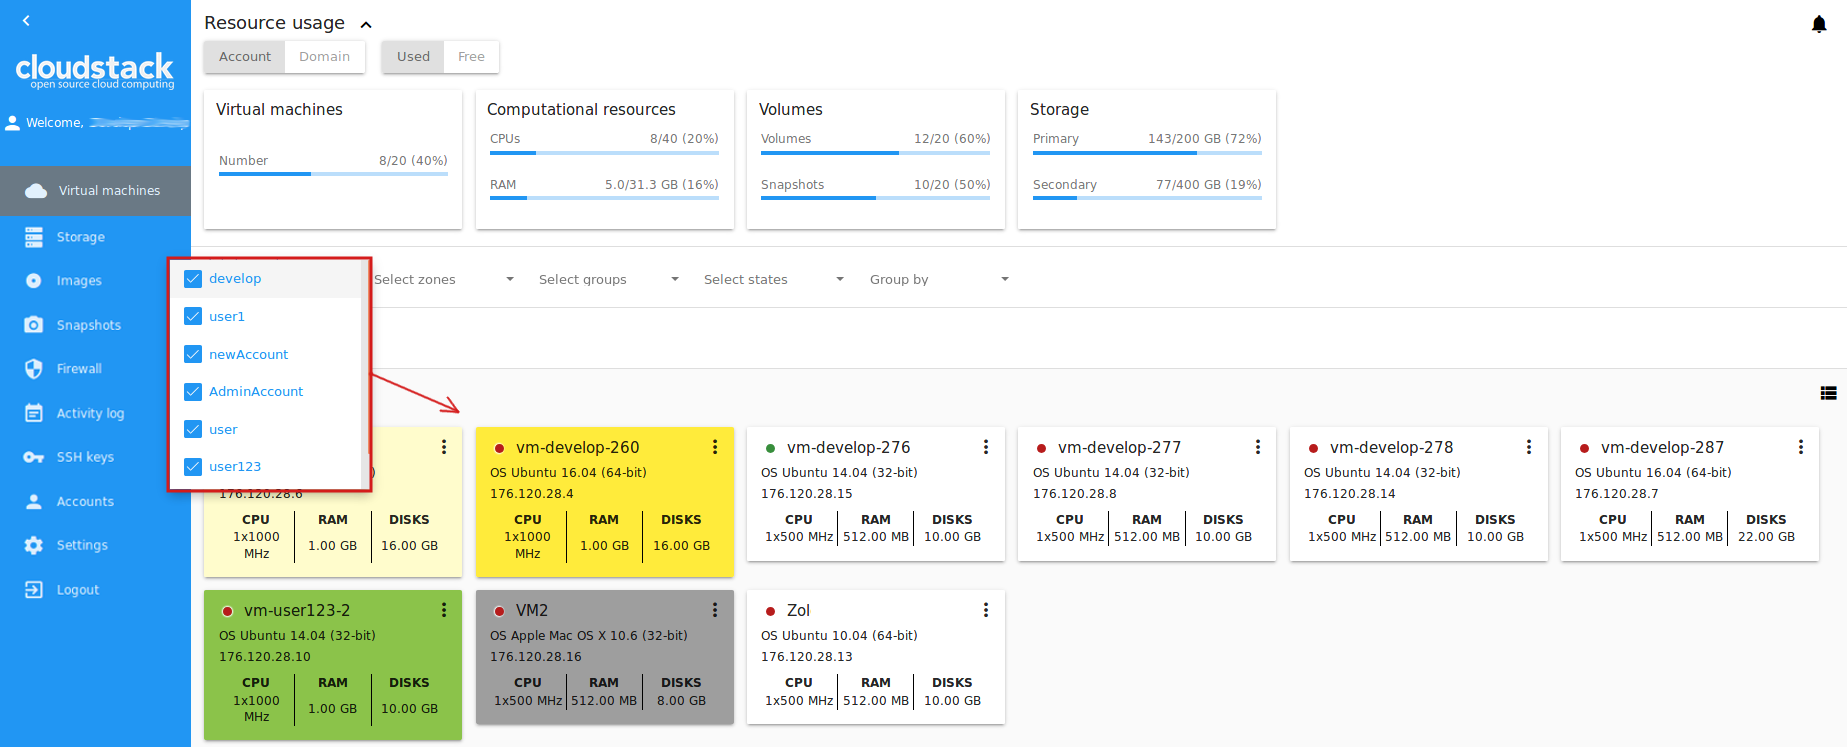 Resource usage
Account Domain Used Free
cloudstack
open source cloud computing
Welcome,
Virtual machines
Storage
Images
Snapshots
Firewall
Activity log
SSH keys
Accounts
Settings
Logout
Virtual machines
Number 8/20 (40%)
Computational resources
CPUs 8/40 (20%)
RAM 5.0/31.3 GB (16%)
Volumes
Volumes 12/20 (60%)
Snapshots 10/20 (50%)
Storage
Primary 143/200 GB (72%)
Secondary 77/400 GB (19%)
develop
user1
newAccount
AdminAccount
user
user123
Select zones Select groups Select states Group by
)
176.120.28.6
CPU RAM DISKS
1x1000 MHz 1.00 GB 16.00 GB
vm-develop-260
OS Ubuntu 16.04 (64-bit)
176.120.28.4
CPU RAM DISKS
1x1000 MHz 1.00 GB 16.00 GB
vm-develop-276
OS Ubuntu 14.04 (32-bit)
176.120.28.15
CPU RAM DISKS
1x500 MHz 512.00 MB 10.00 GB
vm-develop-277
OS Ubuntu 14.04 (32-bit)
176.120.28.8
CPU RAM DISKS
1x500 MHz 512.00 MB 10.00 GB
vm-develop-278
OS Ubuntu 14.04 (32-bit)
176.120.28.14
CPU RAM DISKS
1x500 MHz 512.00 MB 10.00 GB
vm-develop-287
OS Ubuntu 16.04 (64-bit)
176.120.28.7
CPU RAM DISKS
1x500 MHz 512.00 MB 22.00 GB
vm-user123-2
OS Ubuntu 14.04 (32-bit)
176.120.28.10
CPU RAM DISKS
1x1000 MHz 1.00 GB 10.00 GB
VM2
OS Apple Mac OS X 10.6 (32-bit)
176.120.28.16
CPU RAM DISKS
1x500 MHz 512.00 MB 8.00 GB
Zol
OS Ubuntu 10.04 (64-bit)
176.120.28.13
CPU RAM DISKS
1x500 MHz 512.00 MB 10.00 GB